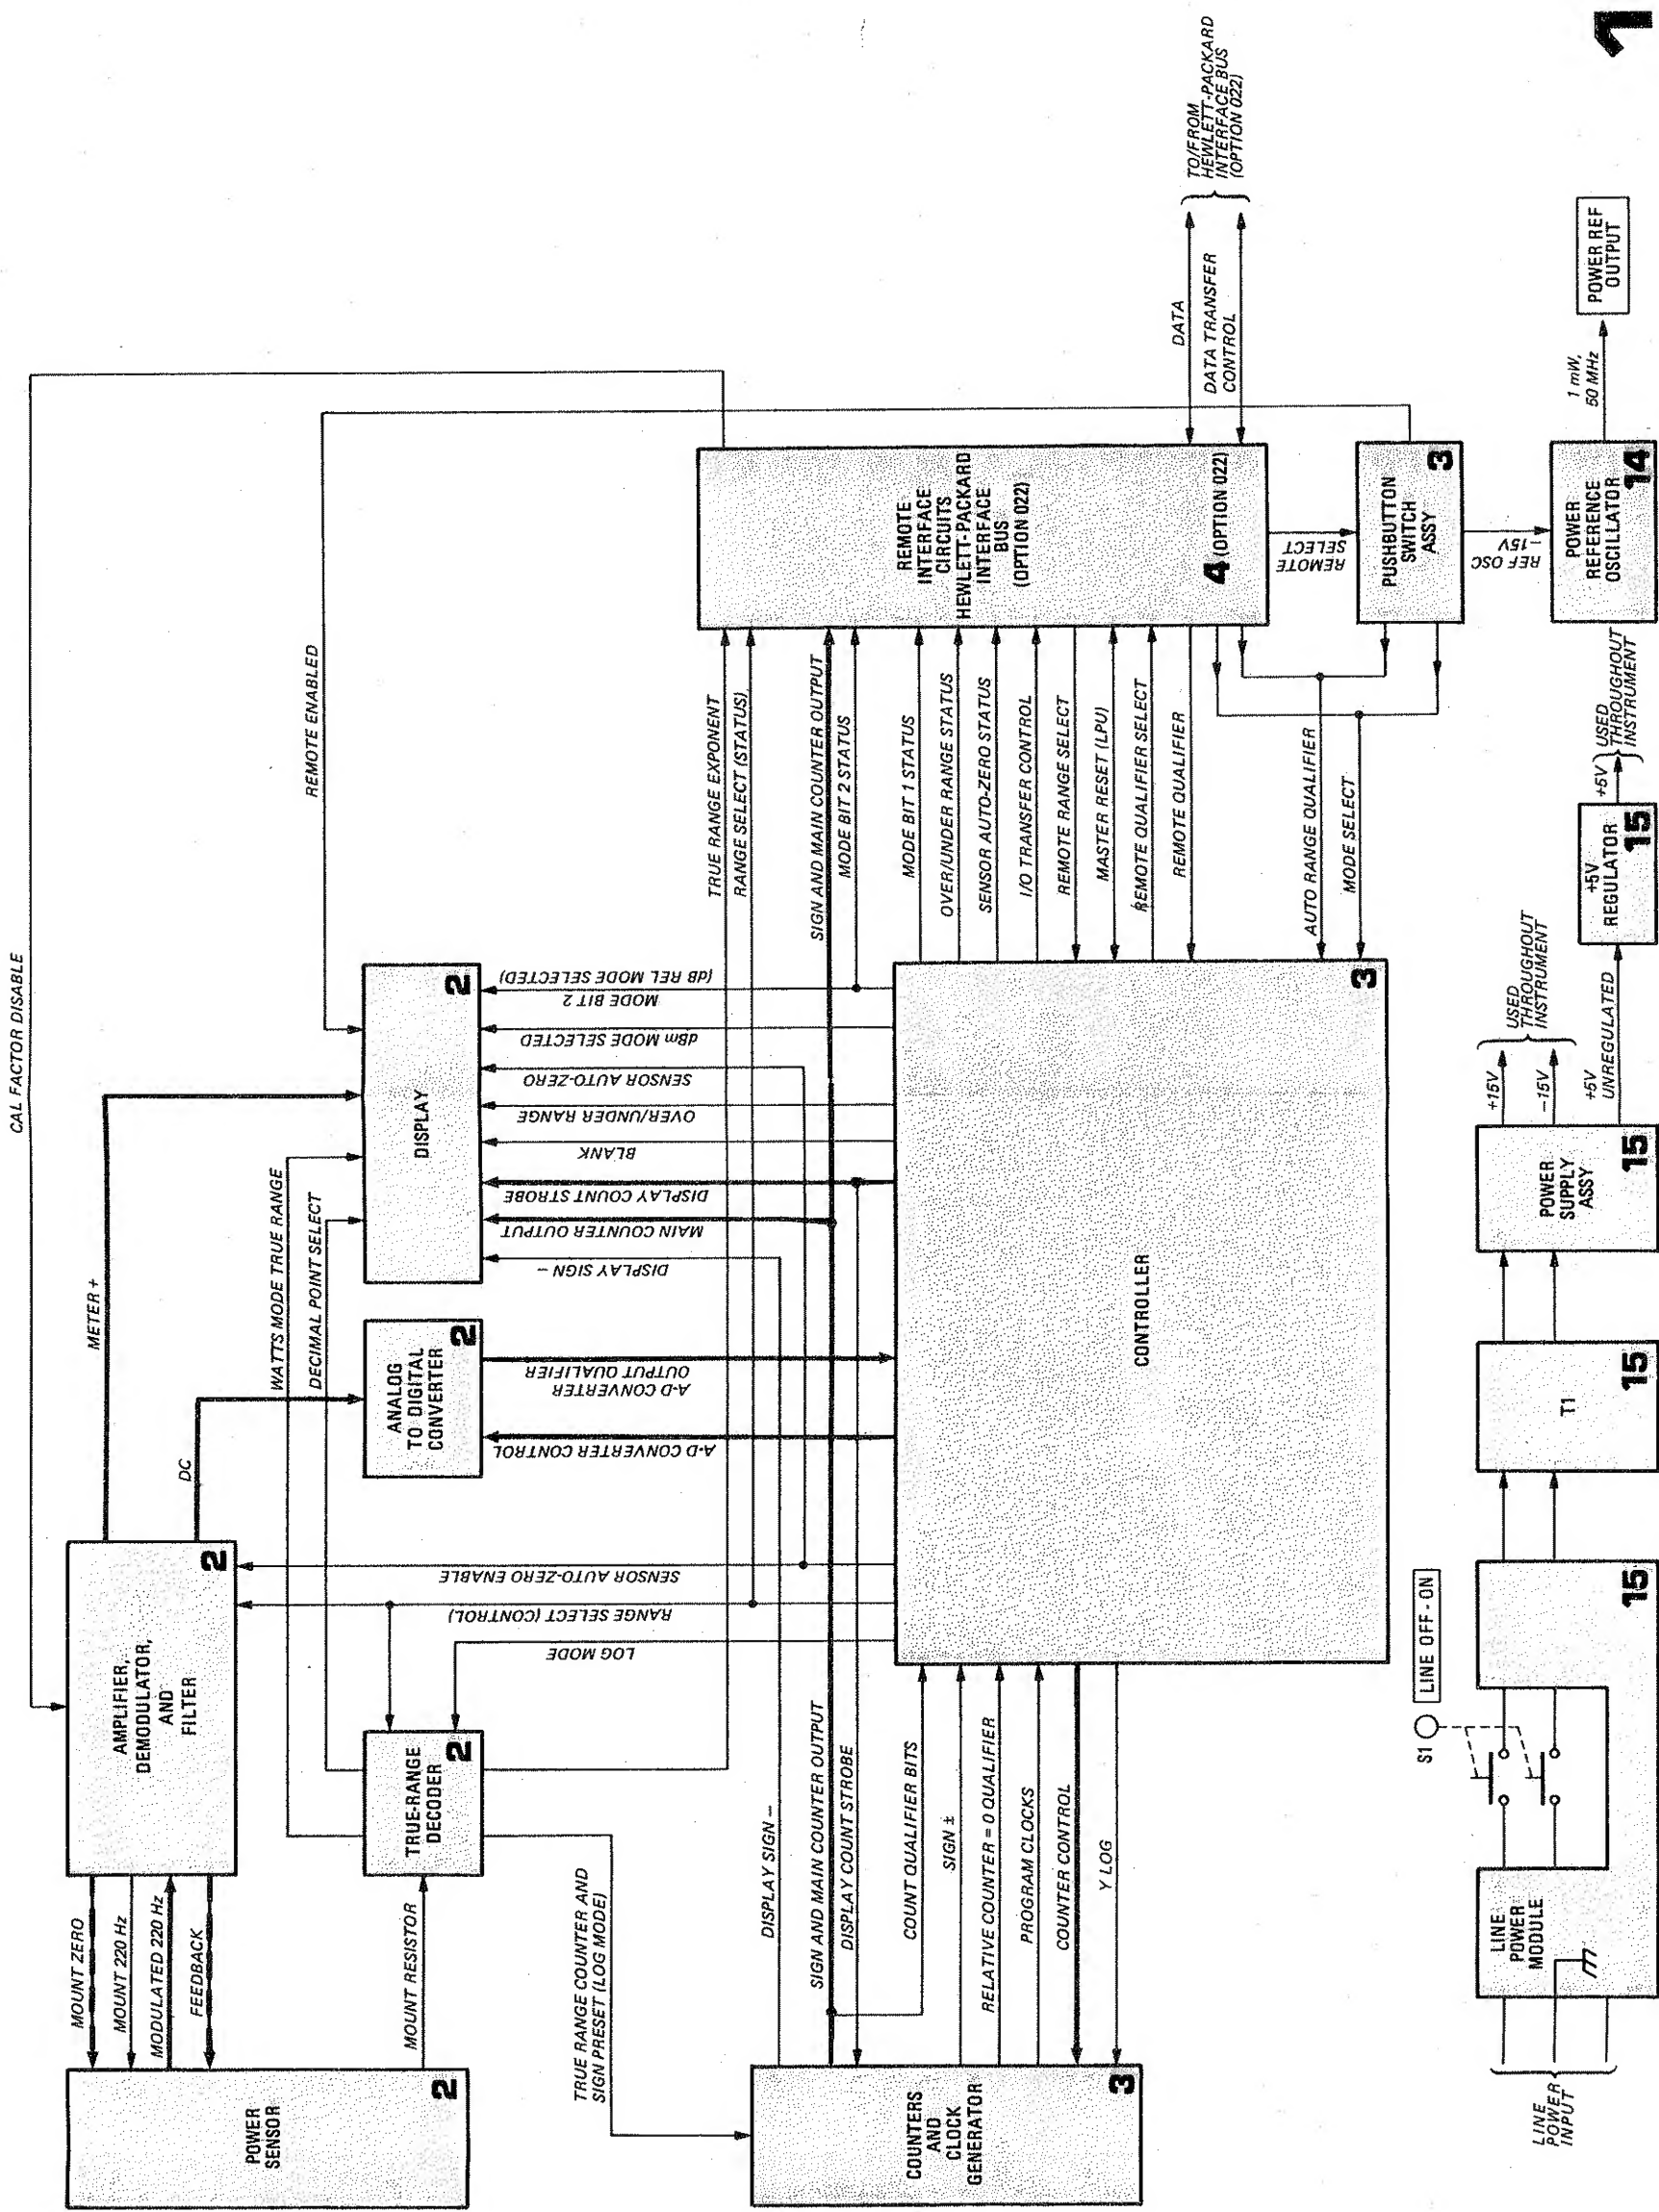 CAL FACTOR DISABLE
METER +
REMOTE ENABLED
DC
WATTS MODE TRUE RANGE
DECIMAL POINT SELECT
POWER
SENSOR
2
MOUNT ZERO
MOUNT 220 Hz
MODULATED 220 Hz
FEEDBACK
MOUNT RESISTOR
AMPLIFIER,
DEMODULATOR,
AND
FILTER
2
TRUE-RANGE
DECODER
2
ANALOG
TO DIGITAL
CONVERTER
2
DISPLAY
2
TRUE RANGE COUNTER AND
SIGN PRESET (LOG MODE)
LOG MODE
RANGE SELECT (CONTROL)
SENSOR AUTO-ZERO ENABLE
A-D CONVERTER CONTROL
A-D CONVERTER
OUTPUT QUALIFIER
DISPLAY SIGN –
MAIN COUNTER OUTPUT
DISPLAY COUNT STROBE
BLANK
OVER/UNDER RANGE
SENSOR AUTO-ZERO
dBm MODE SELECTED
MODE BIT 2
(dB REL MODE SELECTED)
TRUE RANGE EXPONENT
RANGE SELECT (STATUS)
SIGN AND MAIN COUNTER OUTPUT
MODE BIT 2 STATUS
MODE BIT 1 STATUS
OVER/UNDER RANGE STATUS
SENSOR AUTO-ZERO STATUS
I/O TRANSFER CONTROL
REMOTE RANGE SELECT
MASTER RESET (LPU)
REMOTE QUALIFIER SELECT
REMOTE QUALIFIER
AUTO RANGE QUALIFIER
MODE SELECT
DISPLAY SIGN –
SIGN AND MAIN COUNTER OUTPUT
DISPLAY COUNT STROBE
COUNT QUALIFIER BITS
SIGN ±
RELATIVE COUNTER = 0 QUALIFIER
PROGRAM CLOCKS
COUNTER CONTROL
Y LOG
COUNTERS
AND
CLOCK
GENERATOR
3
CONTROLLER
3
REMOTE
INTERFACE
CIRCUITS
HEWLETT-PACKARD
INTERFACE
BUS
(OPTION 022)
4 (OPTION 022)
DATA
DATA TRANSFER
CONTROL
TO/FROM
HEWLETT-PACKARD
INTERFACE BUS
(OPTION 022)
REMOTE
SELECT
PUSHBUTTON
SWITCH
ASSY
3
REF OSC
–15V
POWER
REFERENCE
OSCILLATOR
14
1 mW,
50 MHz
POWER REF
OUTPUT
LINE
POWER
INPUT
LINE
POWER
MODULE
S1
LINE OFF - ON
15
T1
15
POWER
SUPPLY
ASSY
15
+15V
–15V
USED
THROUGHOUT
INSTRUMENT
+5V
UNREGULATED
+5V
REGULATOR
15
+5V
USED
THROUGHOUT
INSTRUMENT
1